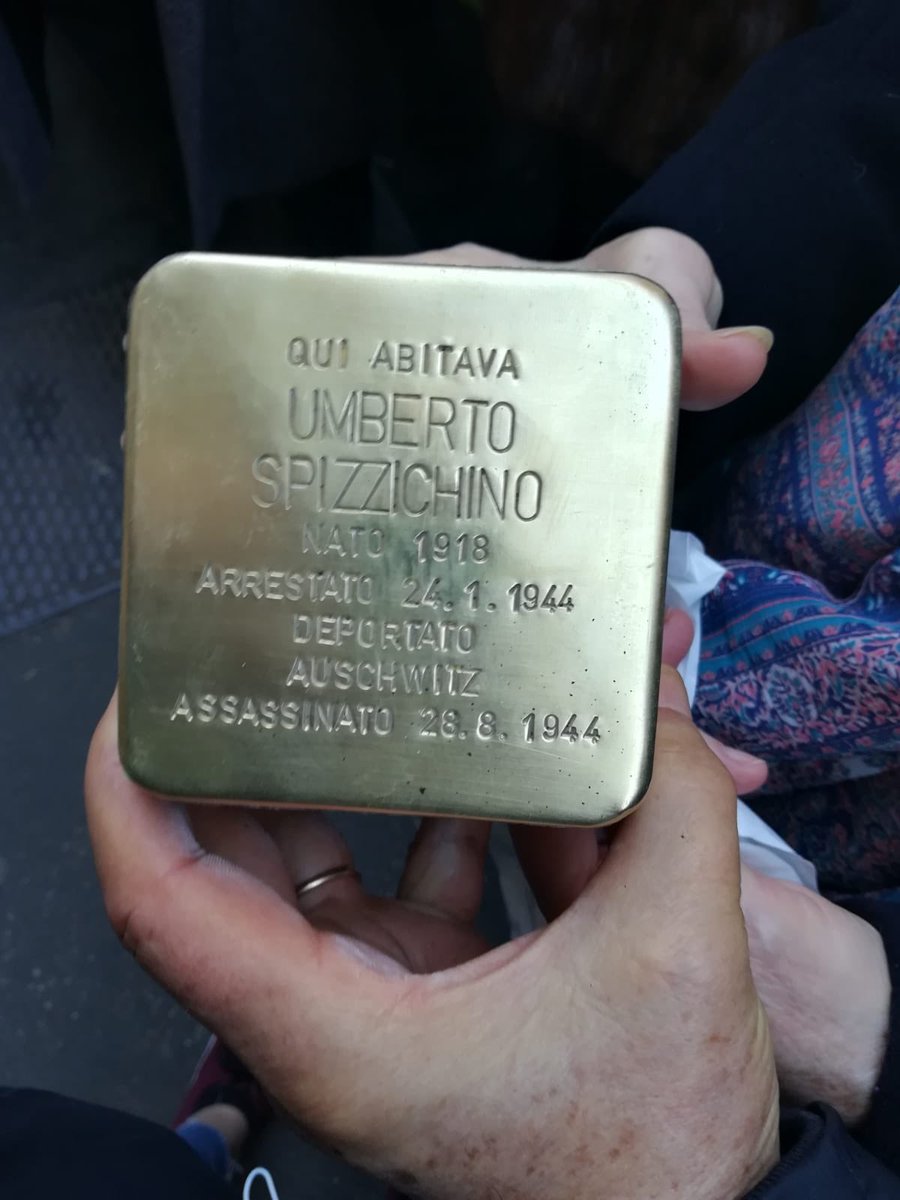 QUI ABITAVA
UMBERTO
SPIZZICHINO
NATO 1918
ARRESTATO 24.1.1944
DEPORTATO
AUSCHWITZ
ASSASSINATO 28.8.1944